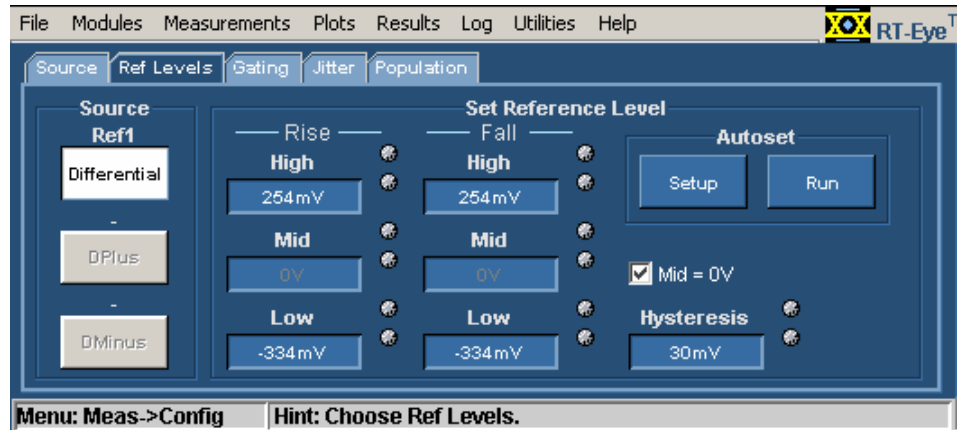 File Modules Measurements Plots Results Log Utilities Help RT-Eye T
Source Ref Levels Gating Jitter Population
Source
Ref1
Differential
-
DPlus
-
DMinus
Set Reference Level
Rise
High
254mV
Mid
0V
Low
-334mV
Fall
High
254mV
Mid
0V
Low
-334mV
Autoset
Setup Run
Mid = 0V
Hysteresis
30mV
Menu: Meas->Config Hint: Choose Ref Levels.